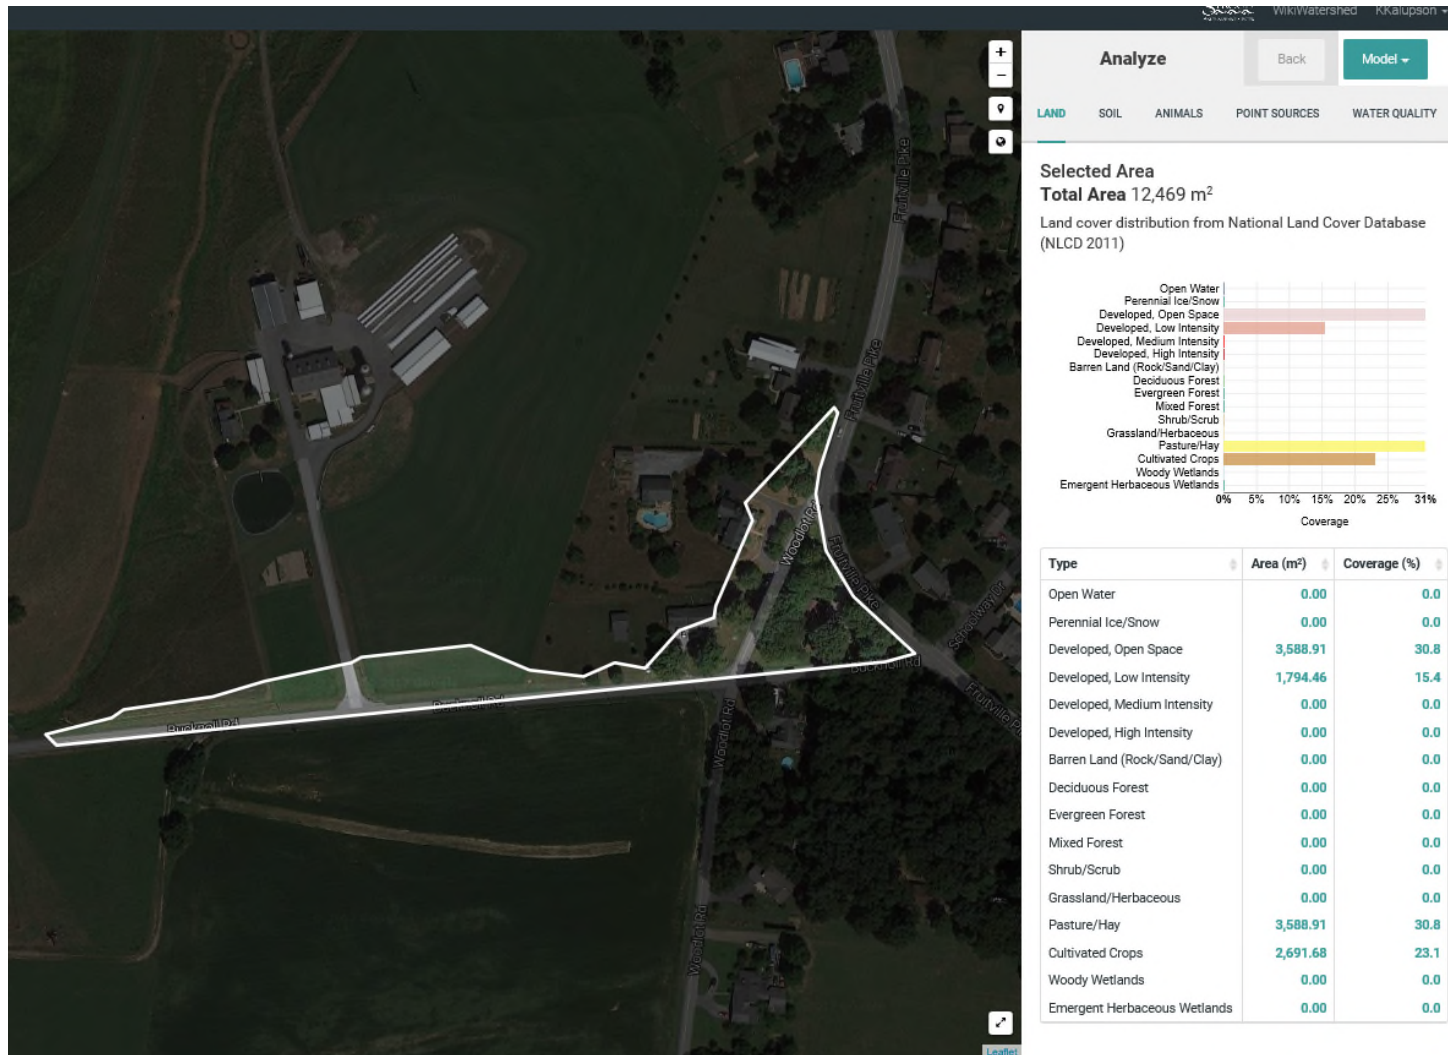 WikiWatershed KKalupson
Analyze Back Model
LAND SOIL ANIMALS POINT SOURCES WATER QUALITY
Selected Area
Total Area 12,469 m²
Land cover distribution from National Land Cover Database
(NLCD 2011)
Open Water
Perennial Ice/Snow
Developed, Open Space
Developed, Low Intensity
Developed, Medium Intensity
Developed, High Intensity
Barren Land (Rock/Sand/Clay)
Deciduous Forest
Evergreen Forest
Mixed Forest
Shrub/Scrub
Grassland/Herbaceous
Pasture/Hay
Cultivated Crops
Woody Wetlands
Emergent Herbaceous Wetlands
0% 5% 10% 15% 20% 25% 31%
Coverage
Type Area (m²) Coverage (%)
Open Water 0.00 0.0
Perennial Ice/Snow 0.00 0.0
Developed, Open Space 3,588.91 30.8
Developed, Low Intensity 1,794.46 15.4
Developed, Medium Intensity 0.00 0.0
Developed, High Intensity 0.00 0.0
Barren Land (Rock/Sand/Clay) 0.00 0.0
Deciduous Forest 0.00 0.0
Evergreen Forest 0.00 0.0
Mixed Forest 0.00 0.0
Shrub/Scrub 0.00 0.0
Grassland/Herbaceous 0.00 0.0
Pasture/Hay 3,588.91 30.8
Cultivated Crops 2,691.68 23.1
Woody Wetlands 0.00 0.0
Emergent Herbaceous Wetlands 0.00 0.0
+
−
Fruitville Pike
Fruitville Pike
Woodlot Rd
Fruitville Pike
Schoolway Dr
Bucknoll Rd
Fruitville
Bucknoll Rd
Bucknoll Rd
Woodlot Rd
Woodlot Rd
Leaflet